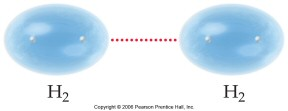 H₂ H₂
Copyright © 2006 Pearson Prentice Hall, Inc.